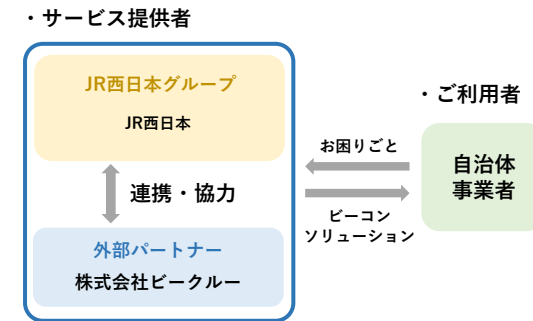 ・サービス提供者
JR西日本グループ
JR西日本
連携・協力
外部パートナー
株式会社ビークルー
お困りごと
ビーコン
ソリューション
・ご利用者
自治体
事業者